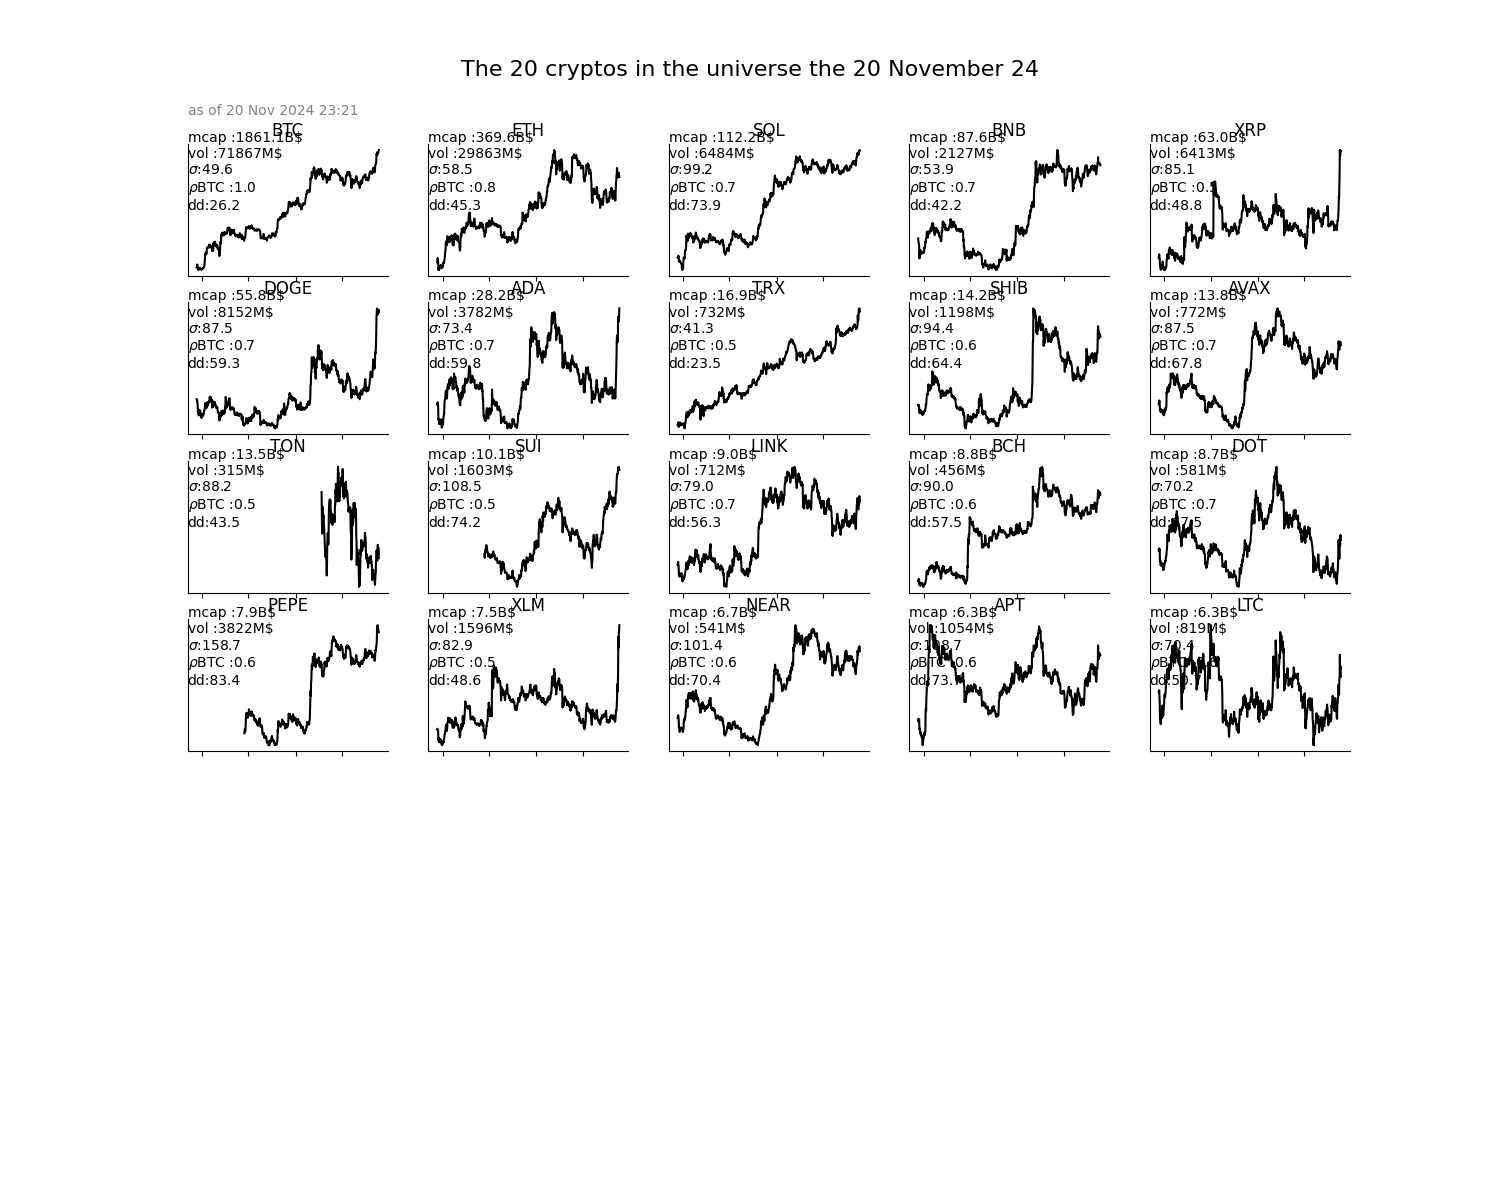 The 20 cryptos in the universe the 20 November 24
as of 20 Nov 2024 23:21
BTC
mcap :1861.1B$
vol :71867M$
σ:49.6
ρBTC :1.0
dd:26.2
ETH
mcap :369.6B$
vol :29863M$
σ:58.5
ρBTC :0.8
dd:45.3
SOL
mcap :112.2B$
vol :6484M$
σ:99.2
ρBTC :0.7
dd:73.9
BNB
mcap :87.6B$
vol :2127M$
σ:53.9
ρBTC :0.7
dd:42.2
XRP
mcap :63.0B$
vol :6413M$
σ:85.1
ρBTC :0.5
dd:48.8
DOGE
mcap :55.8B$
vol :8152M$
σ:87.5
ρBTC :0.7
dd:59.3
ADA
mcap :28.2B$
vol :3782M$
σ:73.4
ρBTC :0.7
dd:59.8
TRX
mcap :16.9B$
vol :732M$
σ:41.3
ρBTC :0.5
dd:23.5
SHIB
mcap :14.2B$
vol :1198M$
σ:94.4
ρBTC :0.6
dd:64.4
AVAX
mcap :13.8B$
vol :772M$
σ:87.5
ρBTC :0.7
dd:67.8
TON
mcap :13.5B$
vol :315M$
σ:88.2
ρBTC :0.5
dd:43.5
SUI
mcap :10.1B$
vol :1603M$
σ:108.5
ρBTC :0.5
dd:74.2
LINK
mcap :9.0B$
vol :712M$
σ:79.0
ρBTC :0.7
dd:56.3
BCH
mcap :8.8B$
vol :456M$
σ:90.0
ρBTC :0.6
dd:57.5
DOT
mcap :8.7B$
vol :581M$
σ:70.2
ρBTC :0.7
PEPE
mcap :7.9B$
vol :3822M$
σ:158.7
ρBTC :0.6
dd:83.4
XLM
mcap :7.5B$
vol :1596M$
σ:82.9
ρBTC :0.5
dd:48.6
NEAR
mcap :6.7B$
vol :541M$
σ:101.4
ρBTC :0.6
dd:70.4
APT
mcap :6.3B$
vol :1054M$
ρBTC :0.6
LTC
mcap :6.3B$
vol :819M$